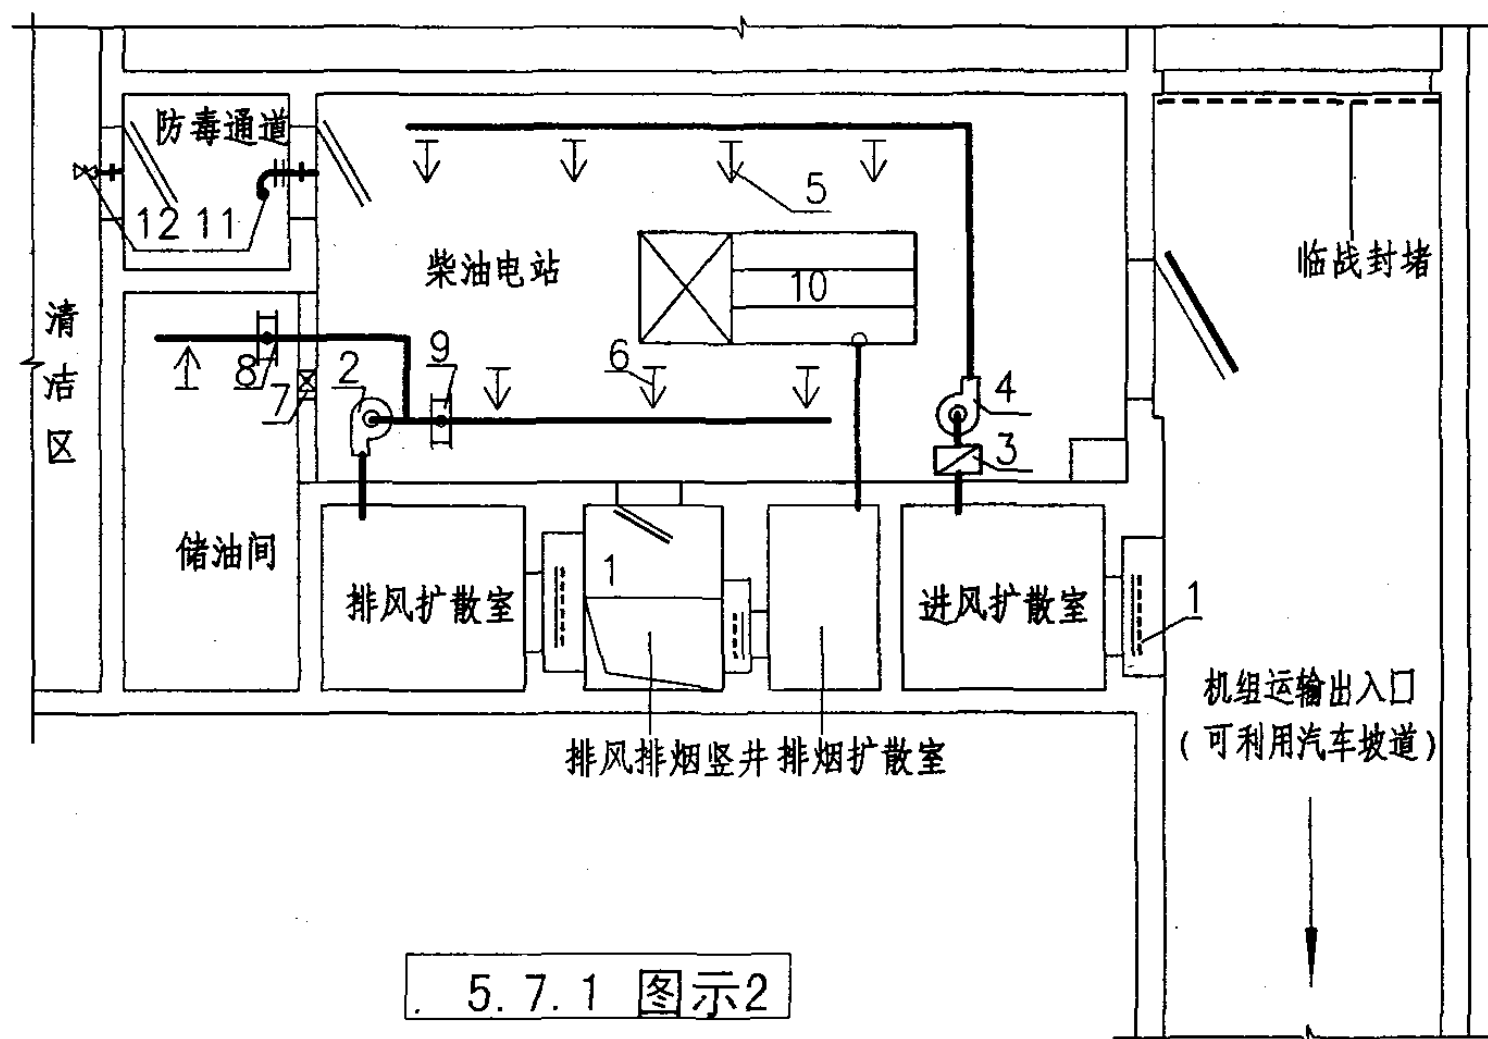 防毒通道
12 11
5
柴油电站
10
临战封堵
清洁区
8
7
2
9
6
4
3
储油间
排风扩散室
1
进风扩散室
1
机组运输出入口
(可利用汽车坡道)
排风排烟竖井
排烟扩散室
5.7.1 图示2